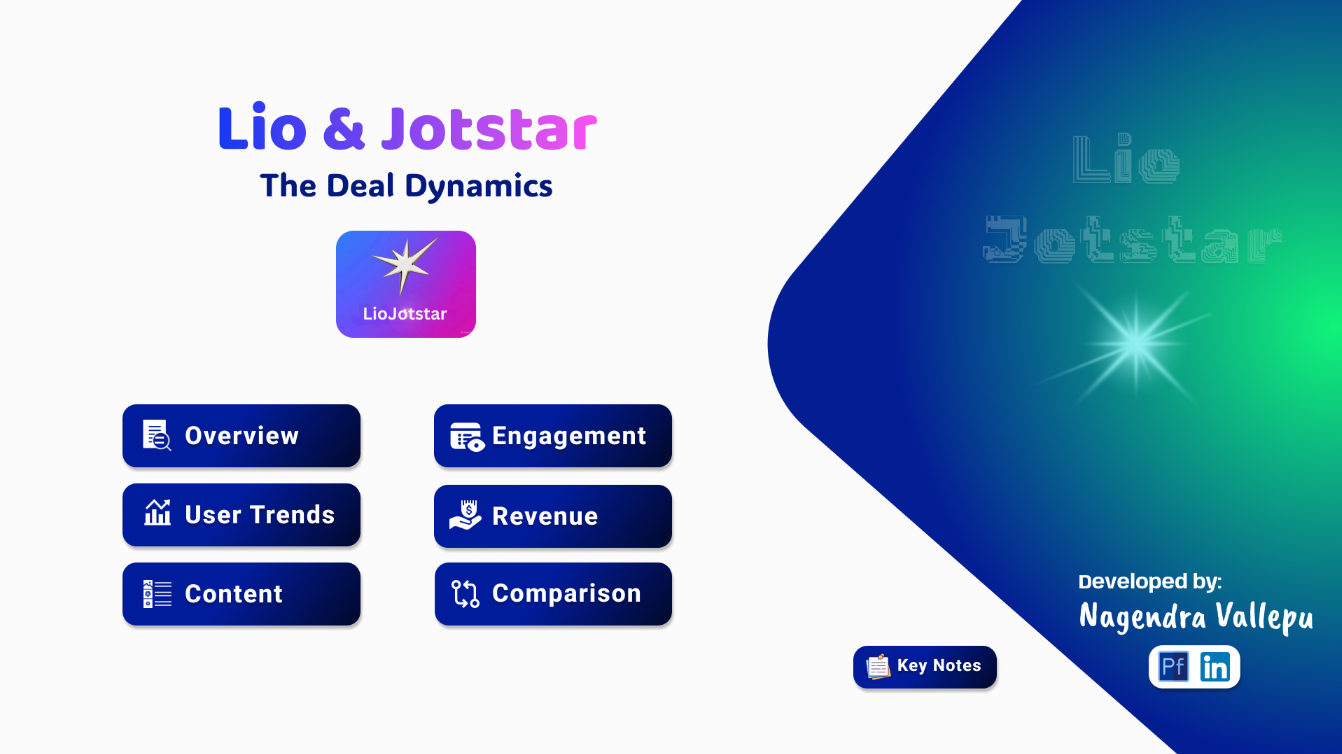 Lio & Jotstar
The Deal Dynamics
LioJotstar
Overview
Engagement
User Trends
Revenue
Content
Comparison
Key Notes
Lio
Jotstar
Developed by:
Nagendra Vallepu
Pf
in